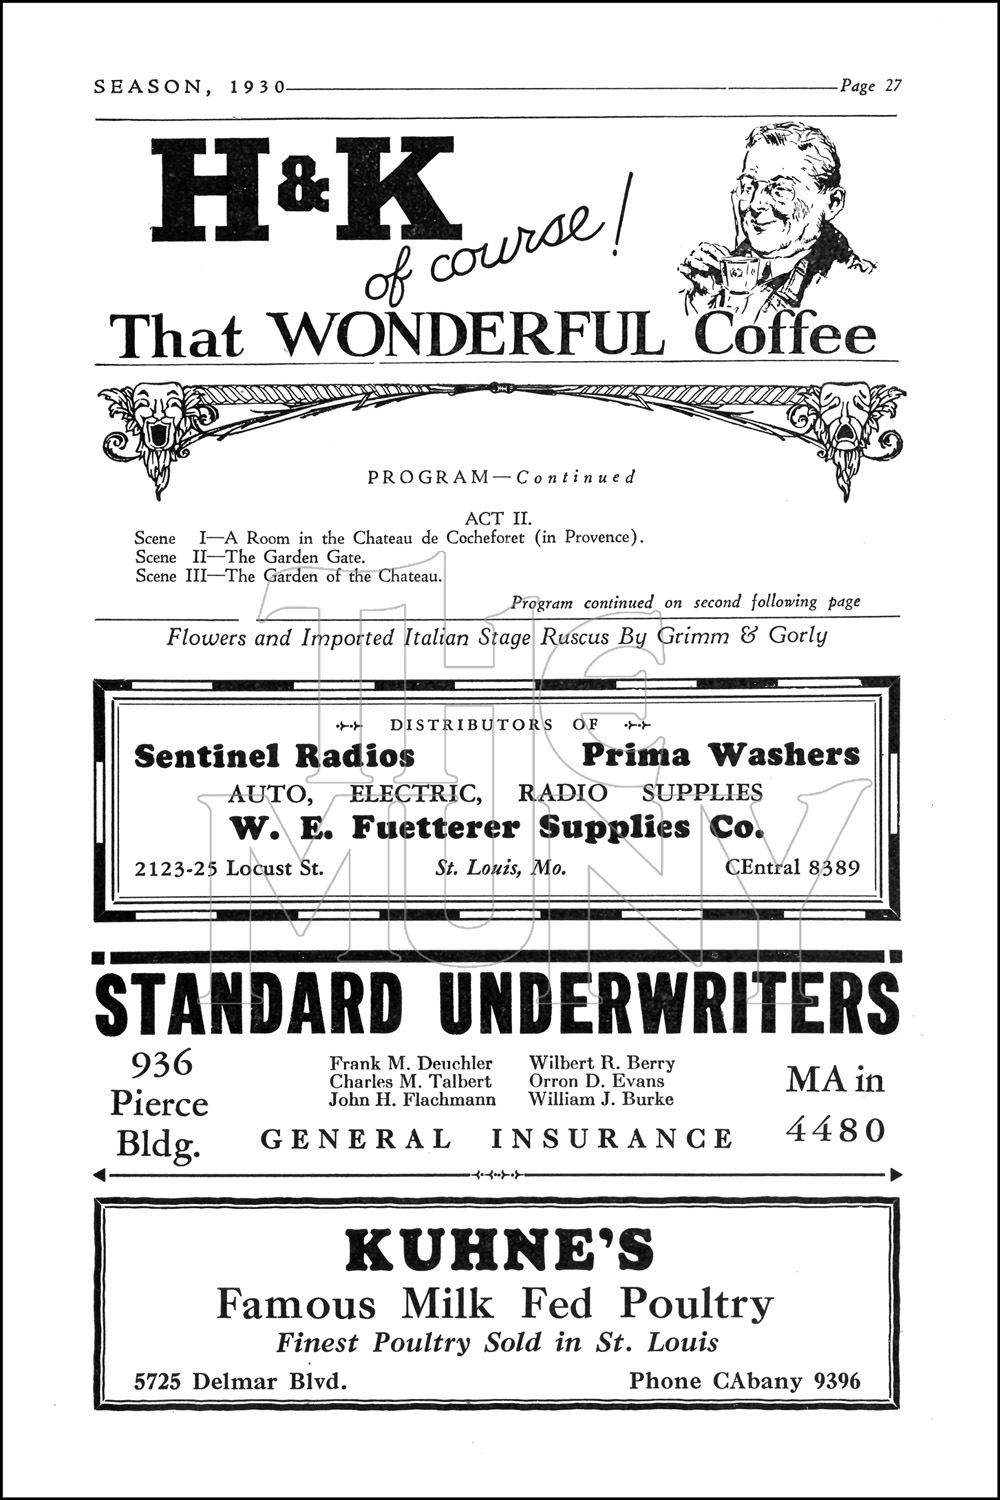 SEASON, 1930 Page 27
H&K
of course!
That WONDERFUL Coffee
PROGRAM—Continued
ACT II.
Scene I—A Room in the Chateau de Cocheforet (in Provence).
Scene II—The Garden Gate.
Scene III—The Garden of the Chateau.
Program continued on second following page
Flowers and Imported Italian Stage Ruscus By Grimm & Gorly
DISTRIBUTORS OF
Sentinel Radios Prima Washers
AUTO, ELECTRIC, RADIO SUPPLIES
W. E. Fuetterer Supplies Co.
2123-25 Locust St. St. Louis, Mo. CEntral 8389
THE
MUNY
STANDARD UNDERWRITERS
936
Pierce
Bldg.
Frank M. Deuchler Wilbert R. Berry
Charles M. Talbert Orron D. Evans
John H. Flachmann William J. Burke
MA in
4480
GENERAL INSURANCE
KUHNE'S
Famous Milk Fed Poultry
Finest Poultry Sold in St. Louis
5725 Delmar Blvd. Phone CAbany 9396